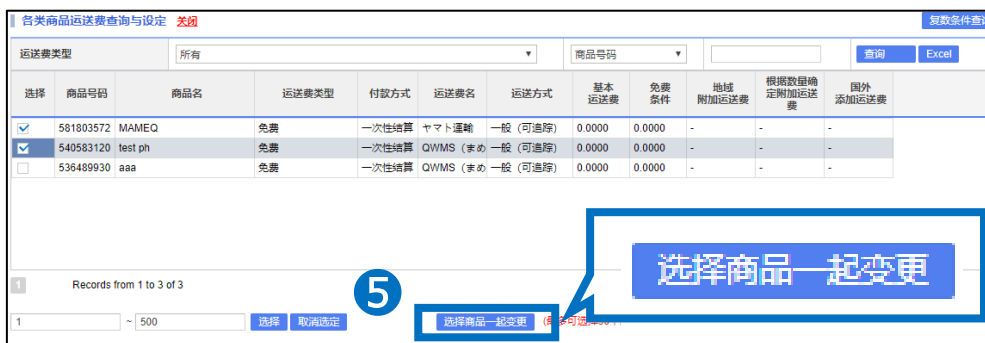 各类商品运送费查询与设定 关闭 复数条件查询
运送费类型 所有 商品号码 查询 Excel
选择 商品号码 商品名 运送费类型 付款方式 运送费名 运送方式 基本运送费 免费条件 地域附加运送费 根据数量确定附加运送费 国外添加运送费
581803572 MAMEQ 免费 一次性结算 ヤマト運輸 一般（可追踪） 0.0000 0.0000 - - -
540583120 test ph 免费 一次性结算 QWMS（まめ 一般（可追踪） 0.0000 0.0000 - - -
536489930 aaa 免费 一次性结算 QWMS（まめ 一般（可追踪） 0.0000 0.0000 - - -
选择商品一起变更
1 Records from 1 to 3 of 3
5
1 ~ 500 选择 取消选定 选择商品一起变更